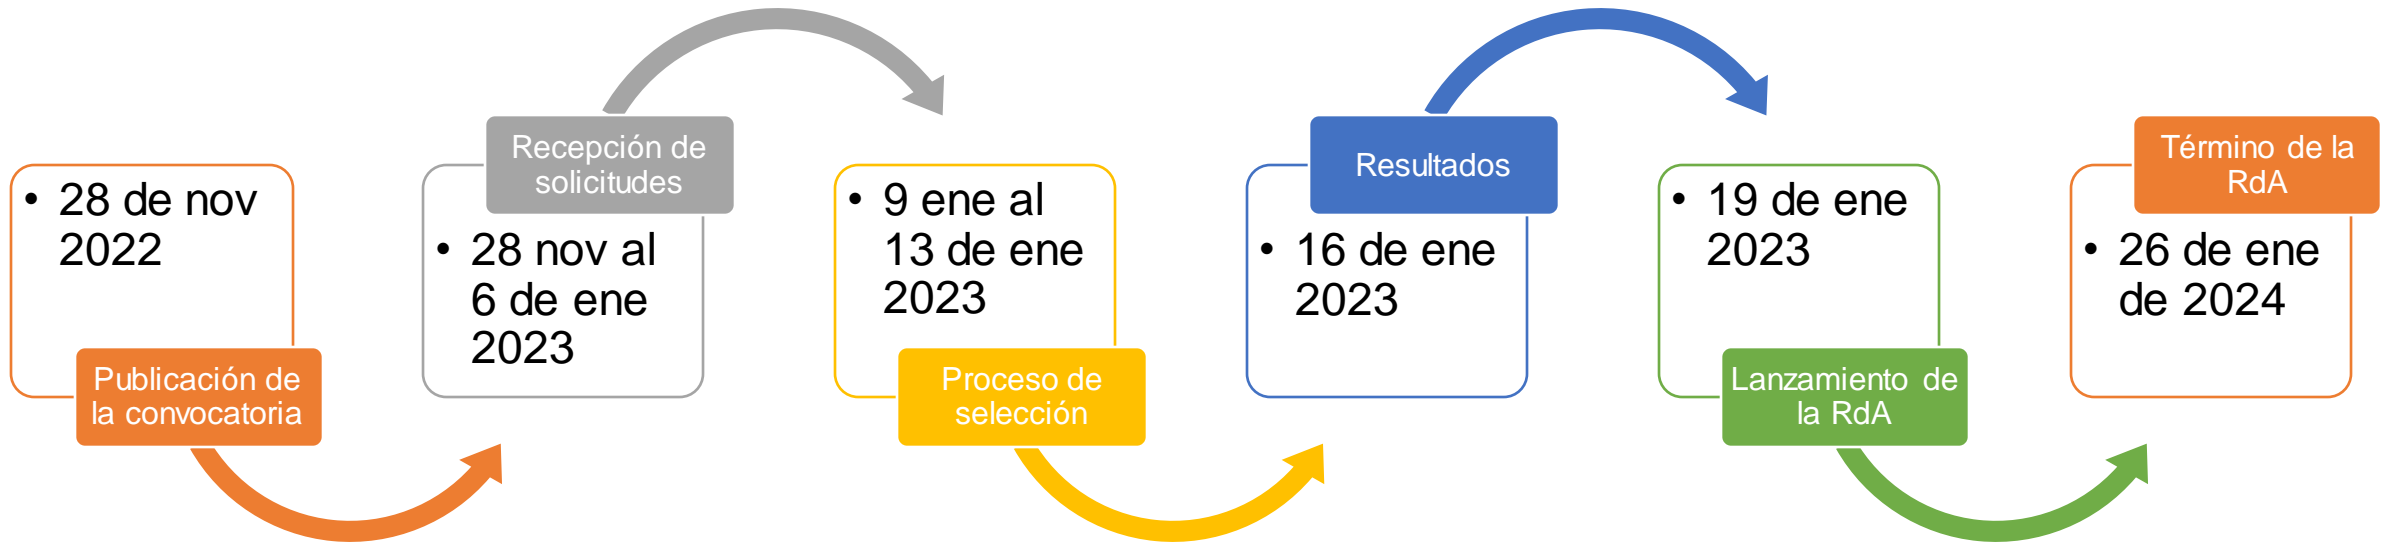 • 28 de nov
2022
Publicación de
la convocatoria
Recepción de
solicitudes
• 28 nov al
6 de ene
2023
• 9 ene al
13 de ene
2023
Proceso de
selección
Resultados
• 16 de ene
2023
• 19 de ene
2023
Lanzamiento de
la RdA
Término de la
RdA
• 26 de ene
de 2024